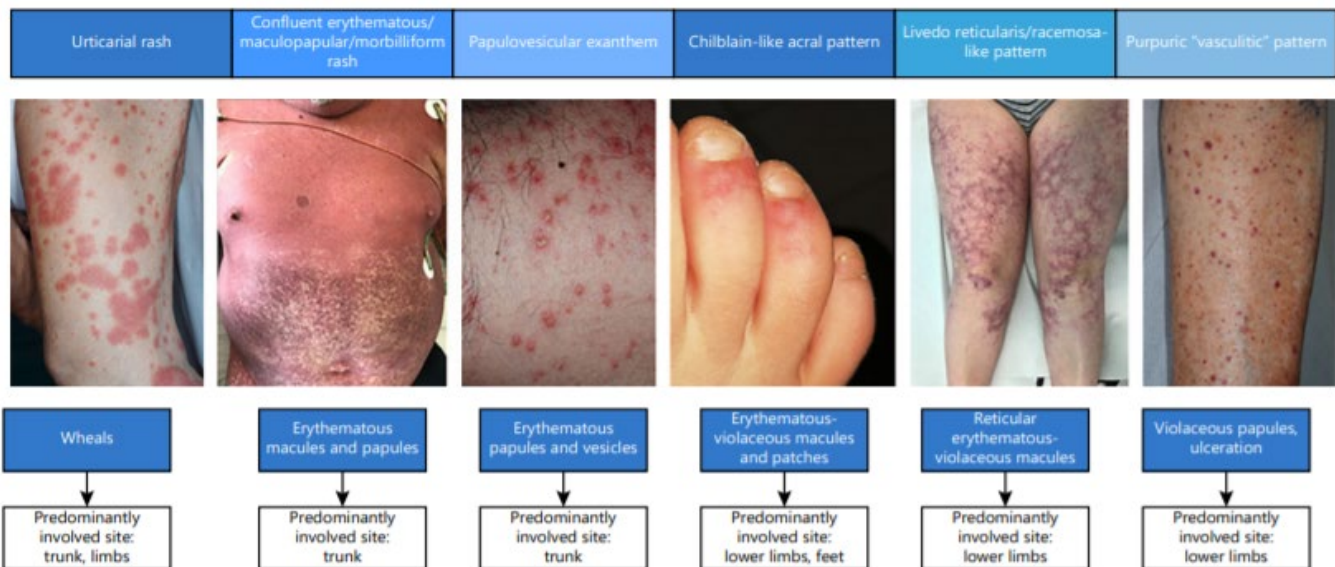 Urticarial rash
Confluent erythematous/
maculopapular/morbilliform
rash
Papulovesicular exanthem
Chilblain-like acral pattern
Livedo reticularis/racemosa-
like pattern
Purpuric "vasculitic" pattern
Wheals
Erythematous
macules and papules
Erythematous
papules and vesicles
Erythematous-
violaceous macules
and patches
Reticular
erythematous-
violaceous macules
Violaceous papules,
ulceration
Predominantly
involved site:
trunk, limbs
Predominantly
involved site:
trunk
Predominantly
involved site:
trunk
Predominantly
involved site:
lower limbs, feet
Predominantly
involved site:
lower limbs
Predominantly
involved site:
lower limbs